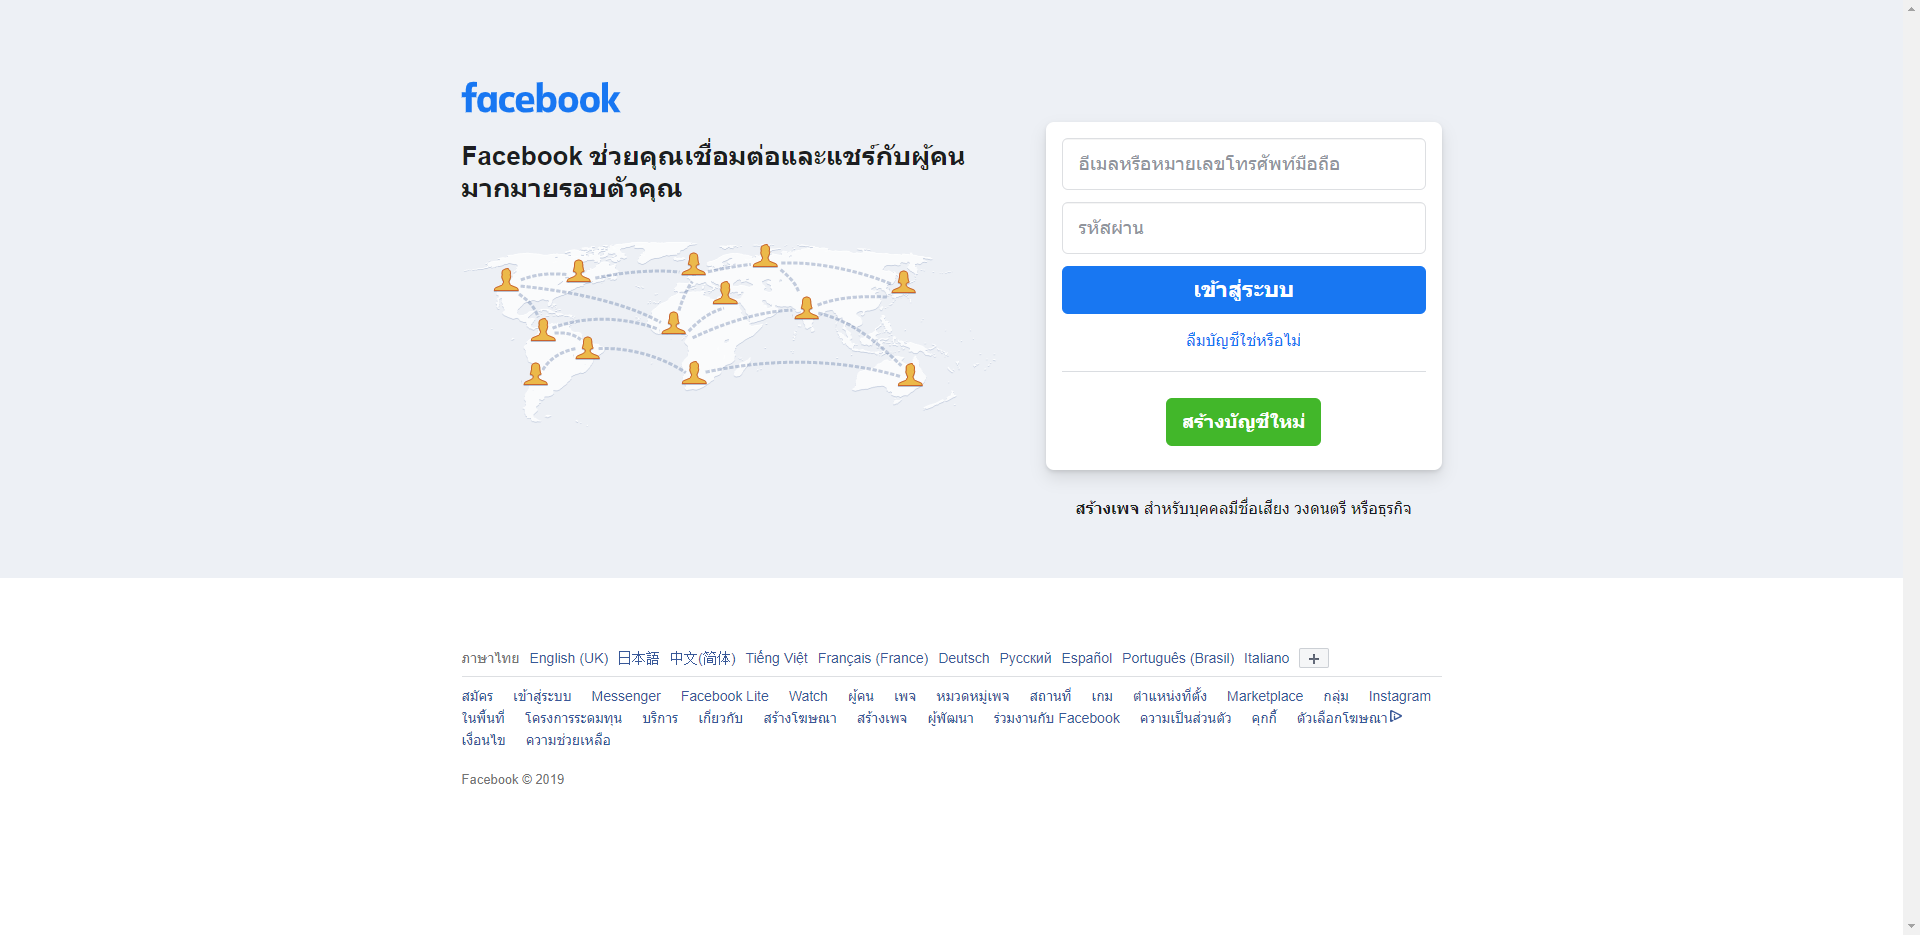 facebook
Facebook ช่วยคุณเชื่อมต่อและแชร์กับผู้คน
มากมายรอบตัวคุณ
อีเมลหรือหมายเลขโทรศัพท์มือถือ
รหัสผ่าน
เข้าสู่ระบบ
ลืมบัญชีใช่หรือไม่
สร้างบัญชีใหม่
สร้างเพจ สำหรับบุคคลมีชื่อเสียง วงดนตรี หรือธุรกิจ
ภาษาไทย English (UK) 日本語 中文(简体) Tiếng Việt Français (France) Deutsch Русский Español Português (Brasil) Italiano +
สมัคร เข้าสู่ระบบ Messenger Facebook Lite Watch ผู้คน เพจ หมวดหมู่เพจ สถานที่ เกม ตำแหน่งที่ตั้ง Marketplace กลุ่ม Instagram
ในพื้นที่ โครงการระดมทุน บริการ เกี่ยวกับ สร้างโฆษณา สร้างเพจ ผู้พัฒนา ร่วมงานกับ Facebook ความเป็นส่วนตัว คุกกี้ ตัวเลือกโฆษณา
เงื่อนไข ความช่วยเหลือ
Facebook © 2019